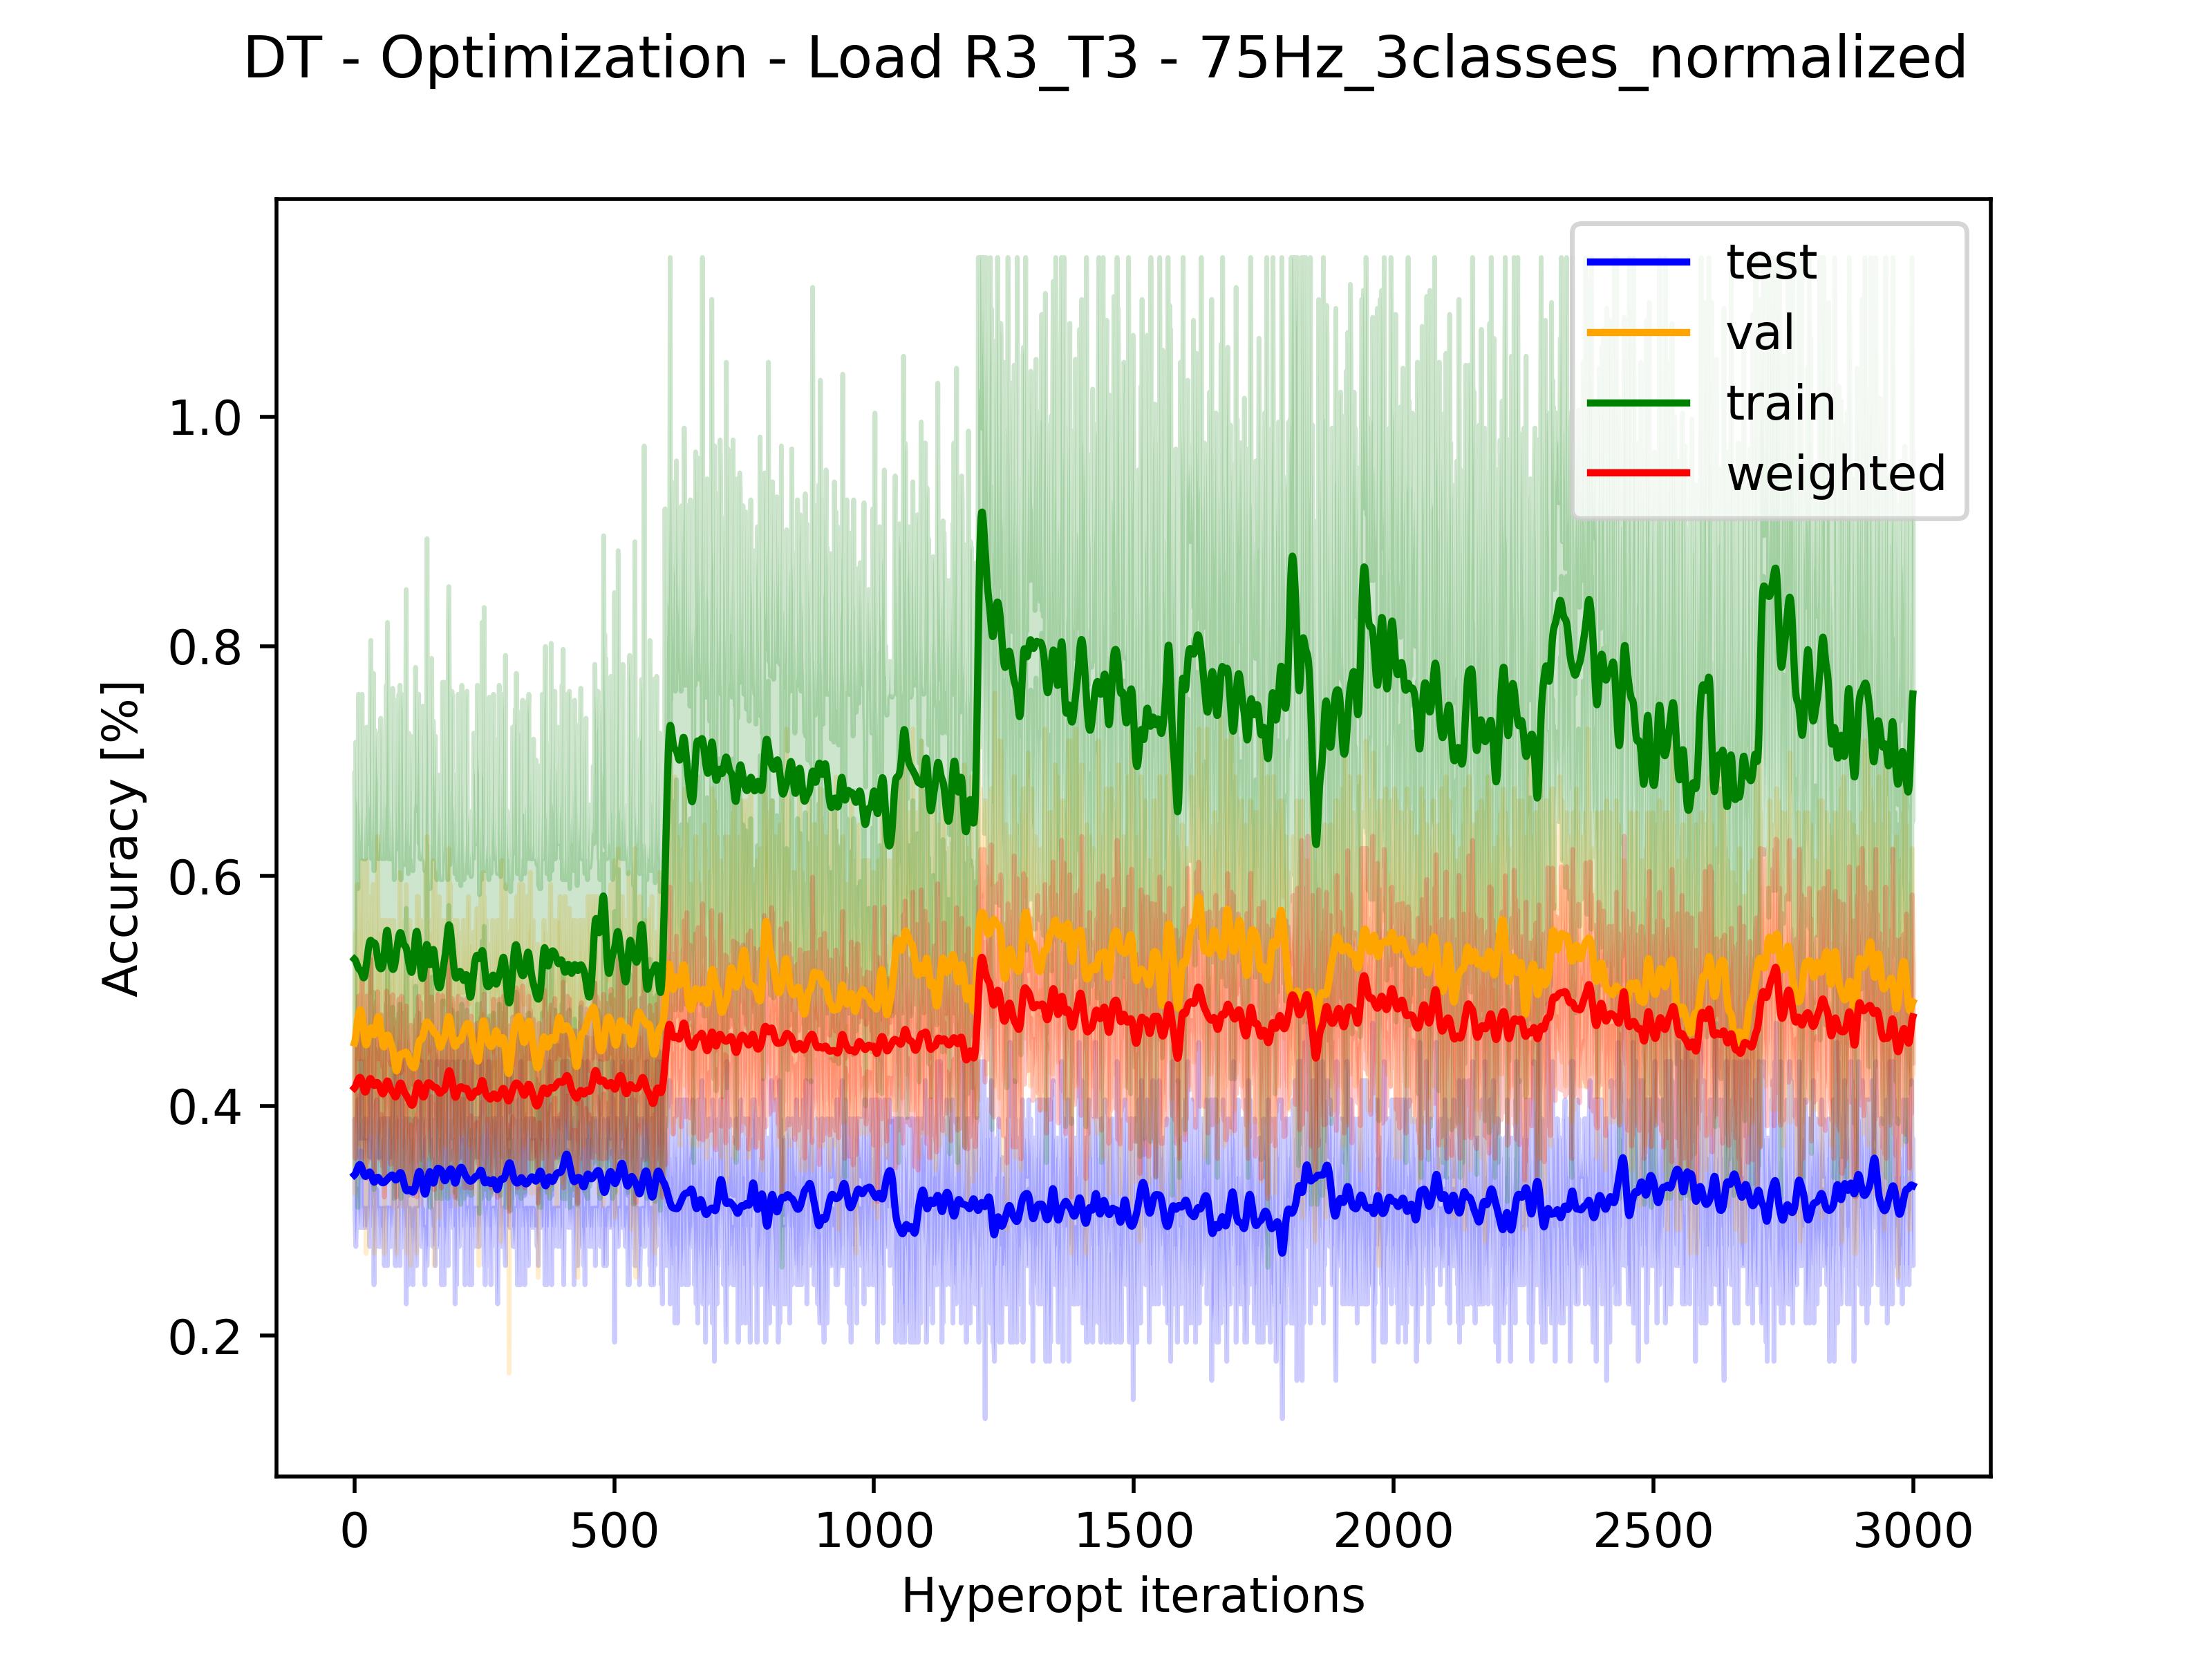 DT - Optimization - Load R3_T3 - 75Hz_3classes_normalized
test
val
train
weighted
Accuracy [%]
1.0
0.8
0.6
0.4
0.2
0 500 1000 1500 2000 2500 3000
Hyperopt iterations